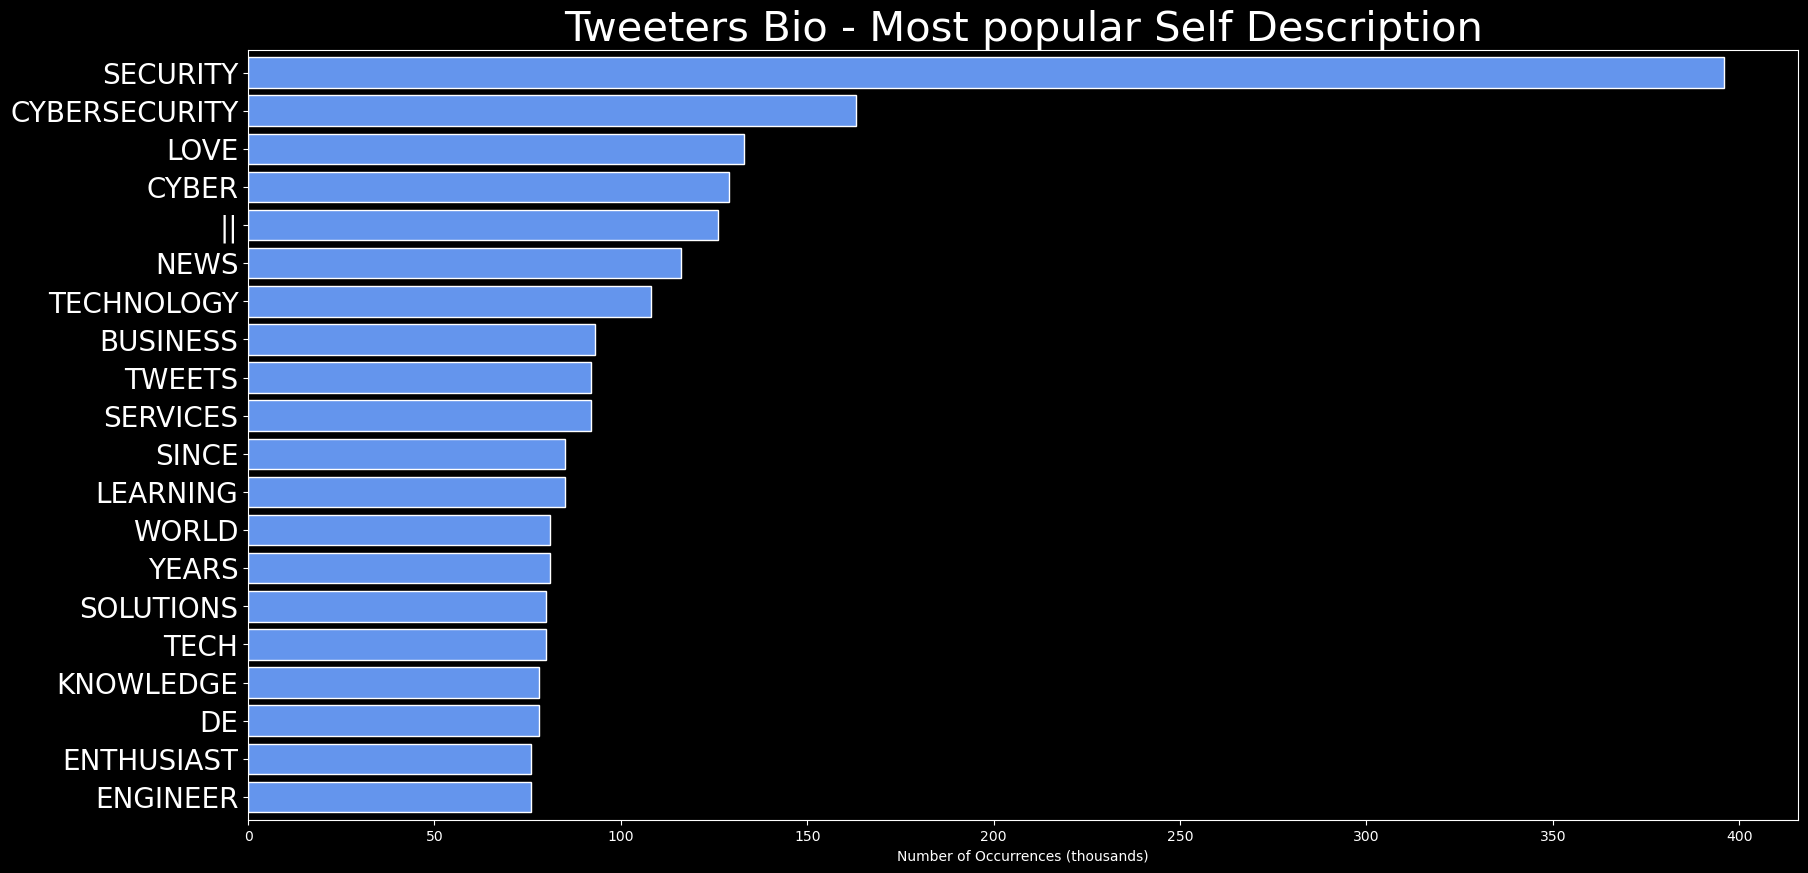 Tweeters Bio - Most popular Self Description
SECURITY
CYBERSECURITY
LOVE
CYBER
||
NEWS
TECHNOLOGY
BUSINESS
TWEETS
SERVICES
SINCE
LEARNING
WORLD
YEARS
SOLUTIONS
TECH
KNOWLEDGE
DE
ENTHUSIAST
ENGINEER
0 50 100 150 200 250 300 350 400
Number of Occurrences (thousands)